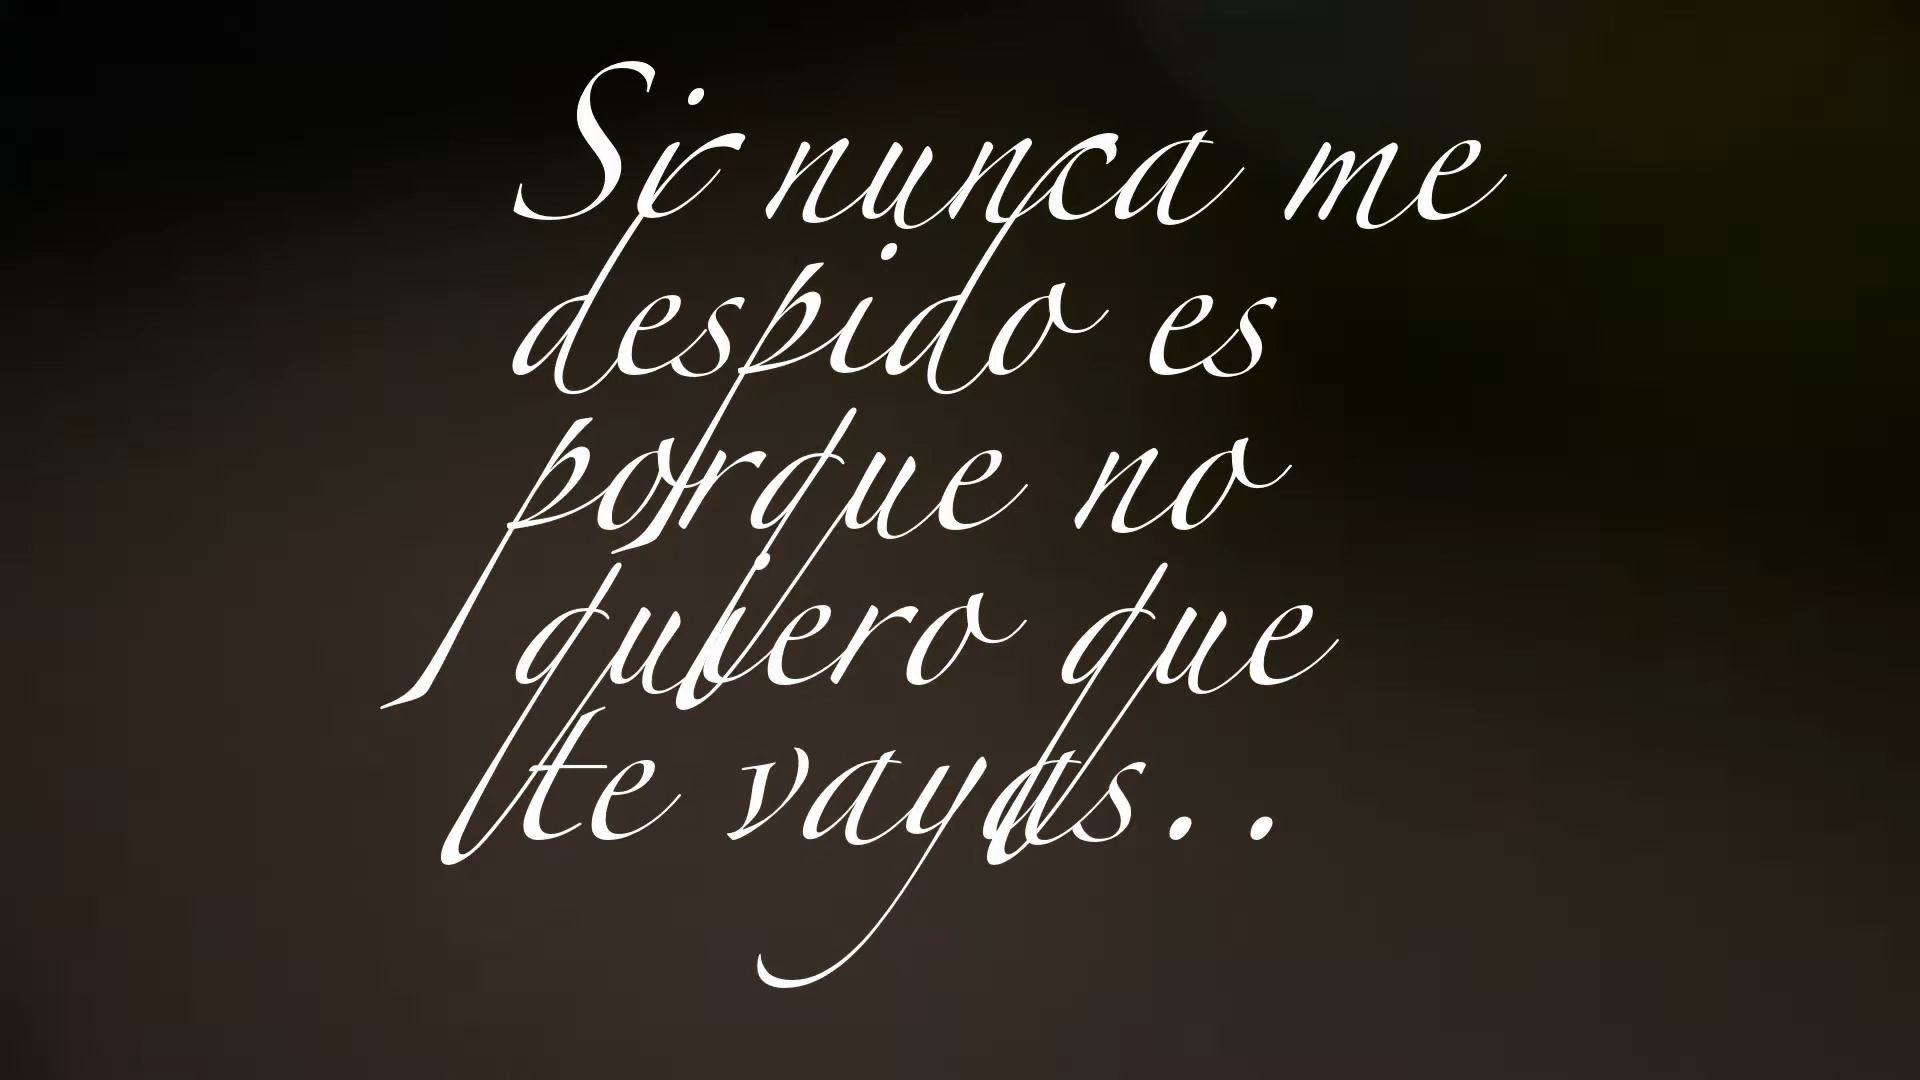 Si nunca me
despido es
porque no
quiero que
te vayas..